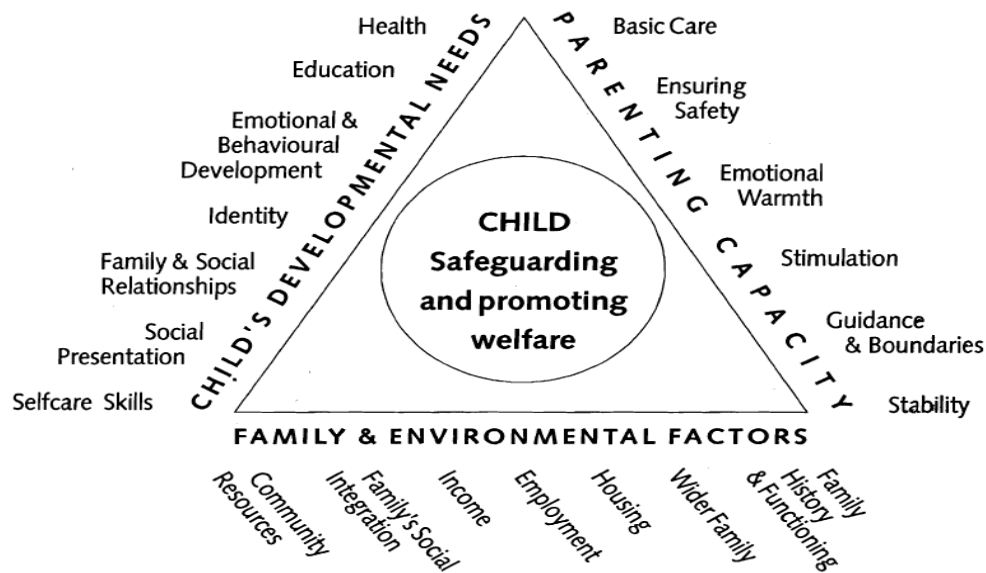 Health
Education
Emotional &
Behavioural
Development
Identity
Family & Social
Relationships
Social
Presentation
Selfcare Skills
CHILD'S DEVELOPMENTAL NEEDS
PARENTING CAPACITY
Basic Care
Ensuring
Safety
Emotional
Warmth
Stimulation
Guidance
& Boundaries
Stability
CHILD
Safeguarding
and promoting
welfare
FAMILY & ENVIRONMENTAL FACTORS
Community
Resources
Family's Social
Integration
Income
Employment
Housing
Wider Family
Family
History
& Functioning